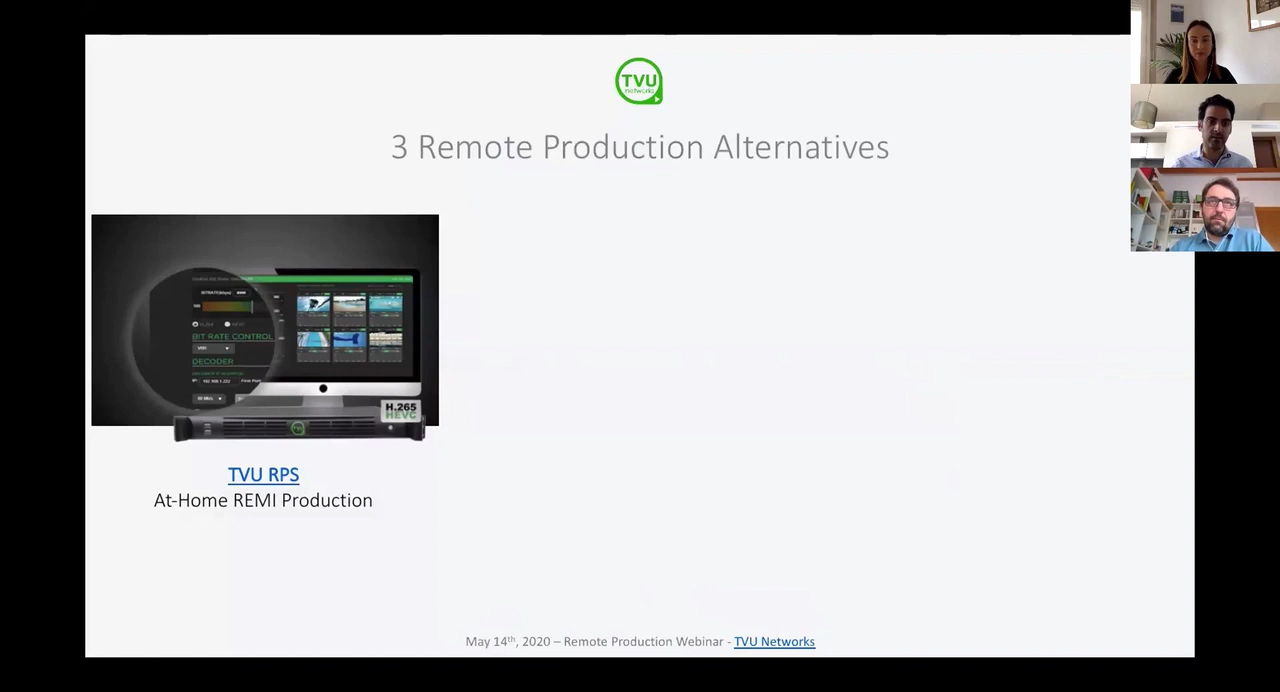 TVU
networks
3 Remote Production Alternatives
BIT RATE CONTROL
DECODER
H.265
HEVC
TVU RPS
At-Home REMI Production
May 14th, 2020 – Remote Production Webinar - TVU Networks